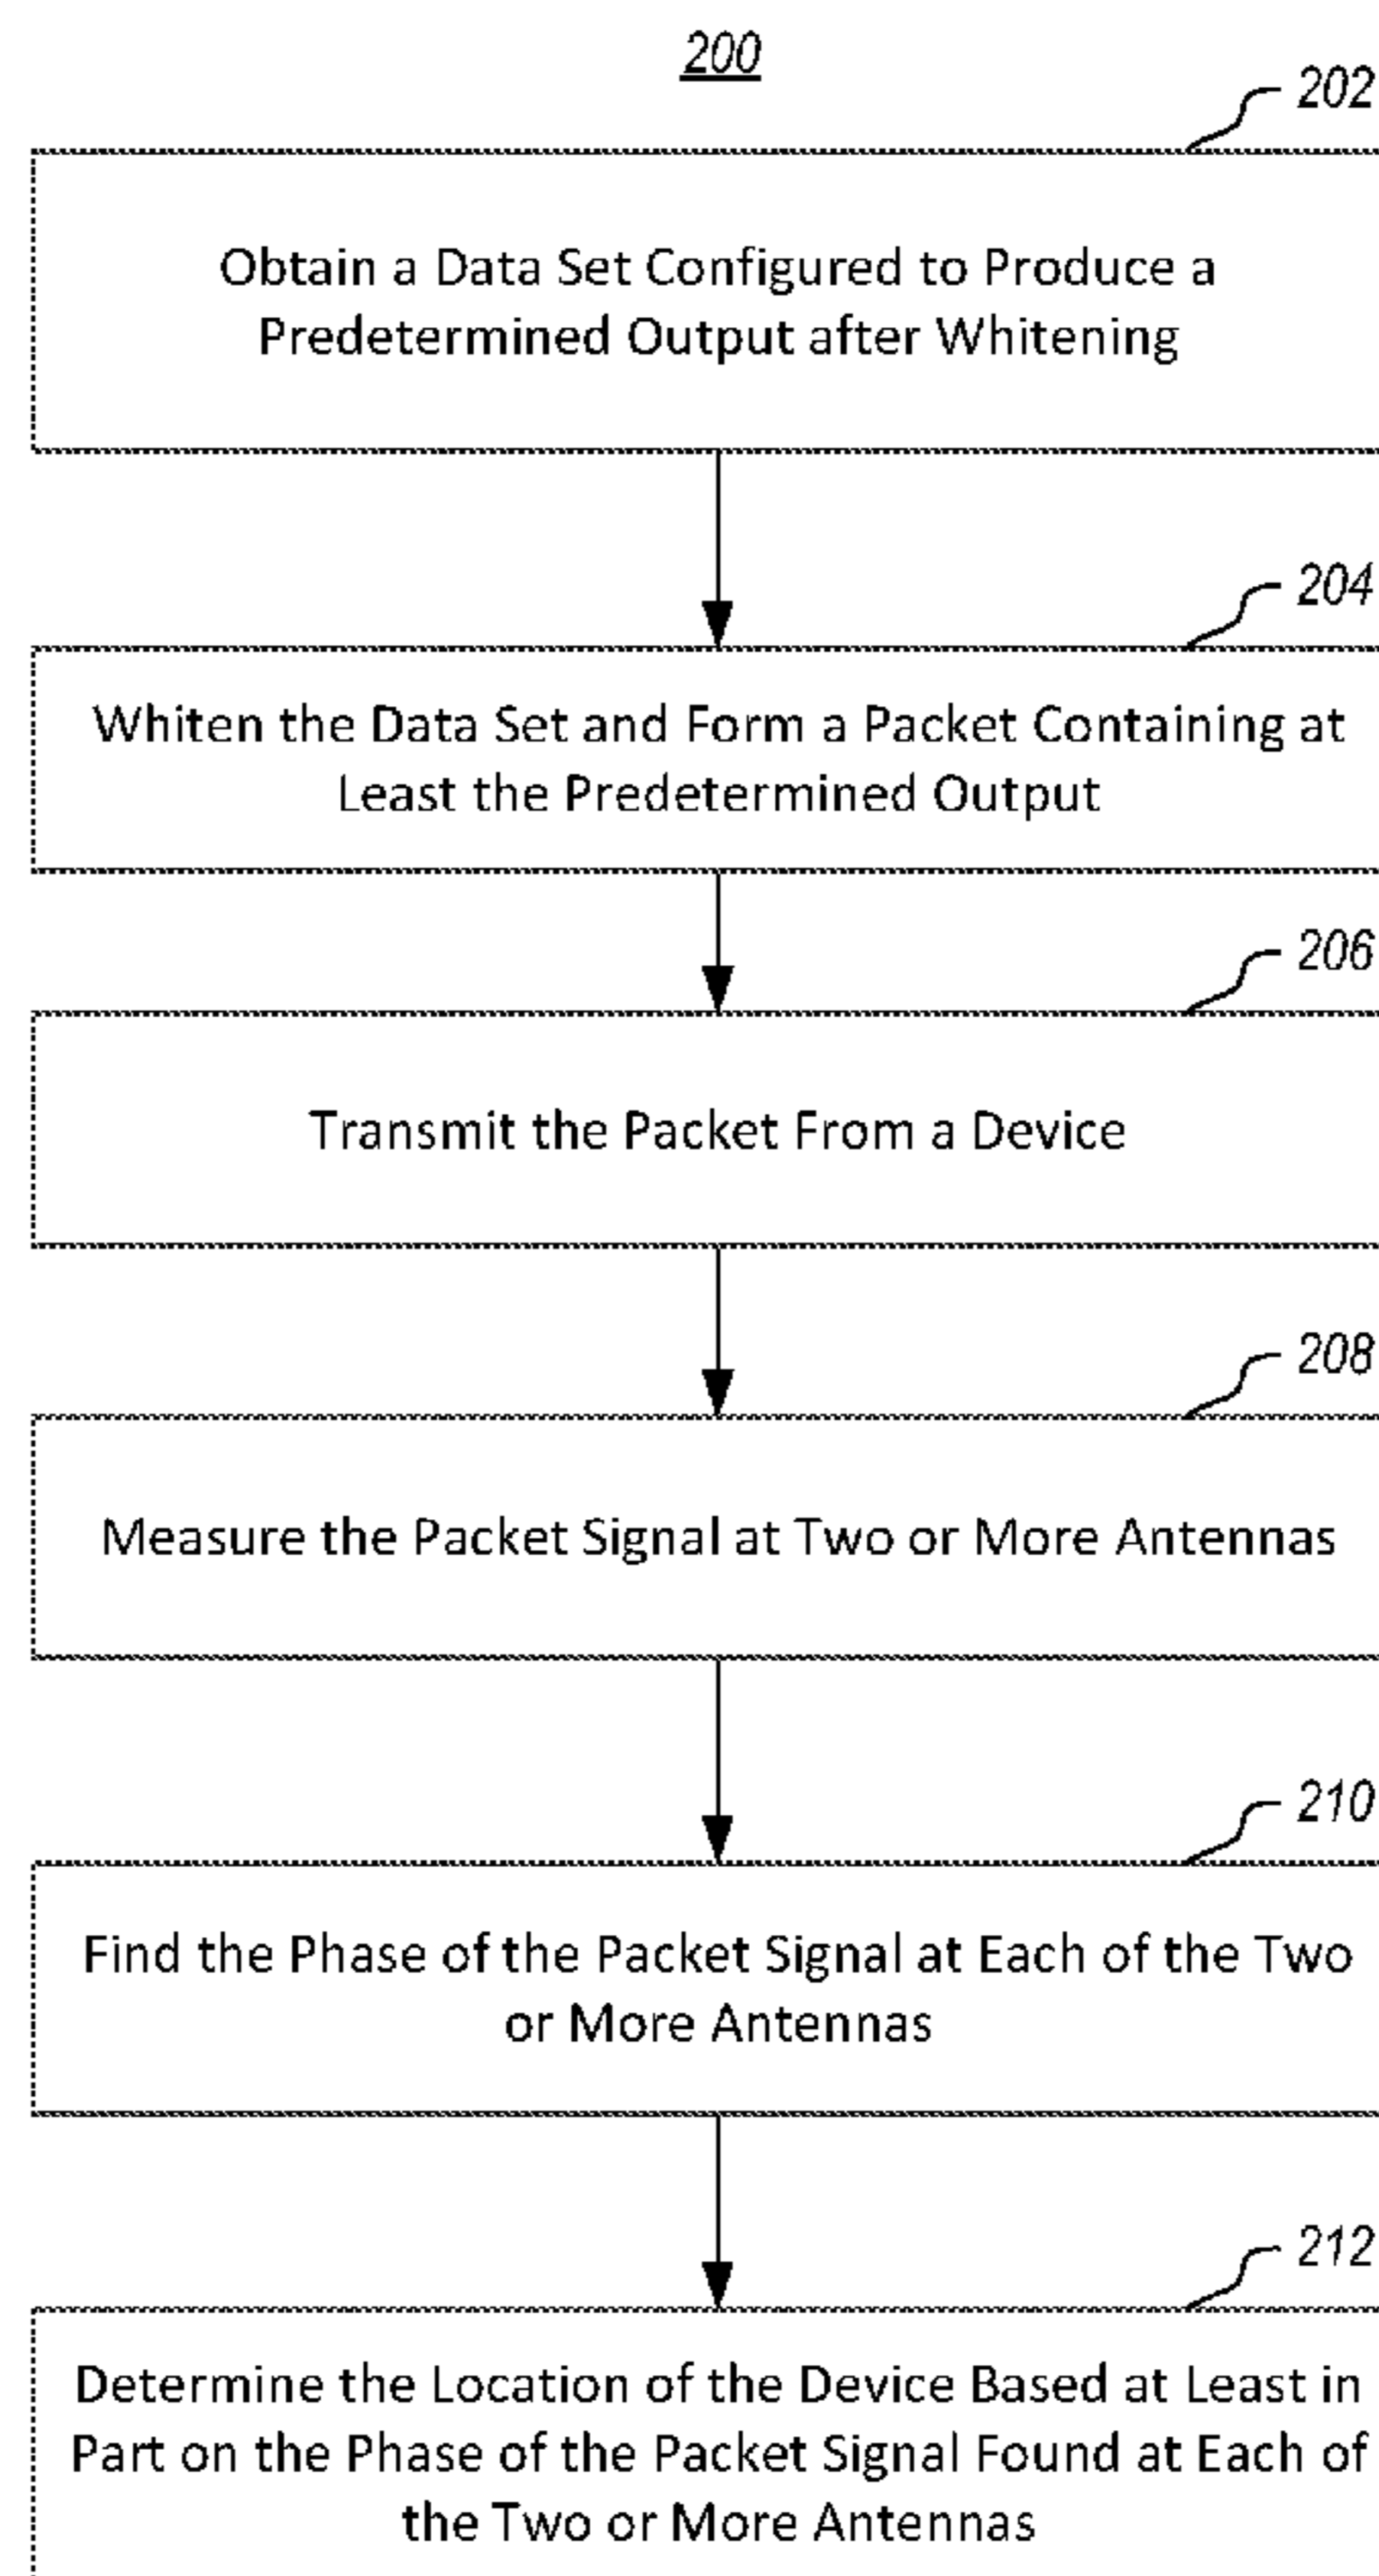 200
202
Obtain a Data Set Configured to Produce a
Predetermined Output after Whitening
204
Whiten the Data Set and Form a Packet Containing at
Least the Predetermined Output
206
Transmit the Packet From a Device
208
Measure the Packet Signal at Two or More Antennas
210
Find the Phase of the Packet Signal at Each of the Two
or More Antennas
212
Determine the Location of the Device Based at Least in
Part on the Phase of the Packet Signal Found at Each of
the Two or More Antennas